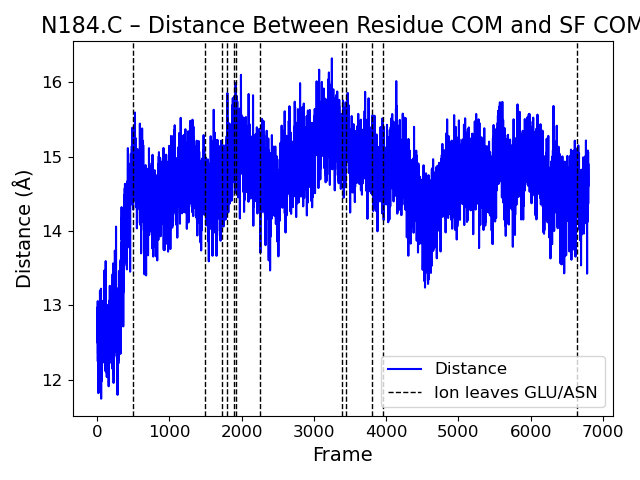 N184.C – Distance Between Residue COM and SF COM
Distance (Å)
16
15
14
13
12
Distance
Ion leaves GLU/ASN
0 1000 2000 3000 4000 5000 6000 7000
Frame